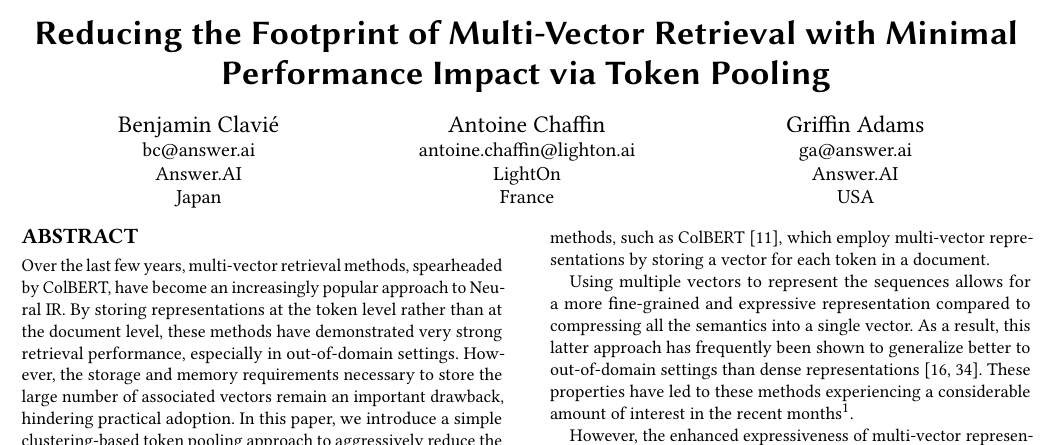 Reducing the Footprint of Multi-Vector Retrieval with Minimal
Performance Impact via Token Pooling
Benjamin Clavié
bc@answer.ai
Answer.AI
Japan
Antoine Chaffin
antoine.chaffin@lighton.ai
LightOn
France
Griffin Adams
ga@answer.ai
Answer.AI
USA
ABSTRACT
Over the last few years, multi-vector retrieval methods, spearheaded
by ColBERT, have become an increasingly popular approach to Neu-
ral IR. By storing representations at the token level rather than at
the document level, these methods have demonstrated very strong
retrieval performance, especially in out-of-domain settings. How-
ever, the storage and memory requirements necessary to store the
large number of associated vectors remain an important drawback,
hindering practical adoption. In this paper, we introduce a simple
clustering-based token pooling approach to aggressively reduce the
methods, such as ColBERT [11], which employ multi-vector repre-
sentations by storing a vector for each token in a document.
Using multiple vectors to represent the sequences allows for
a more fine-grained and expressive representation compared to
compressing all the semantics into a single vector. As a result, this
latter approach has frequently been shown to generalize better to
out-of-domain settings than dense representations [16, 34]. These
properties have led to these methods experiencing a considerable
amount of interest in the recent months1.
However, the enhanced expressiveness of multi-vector represen-